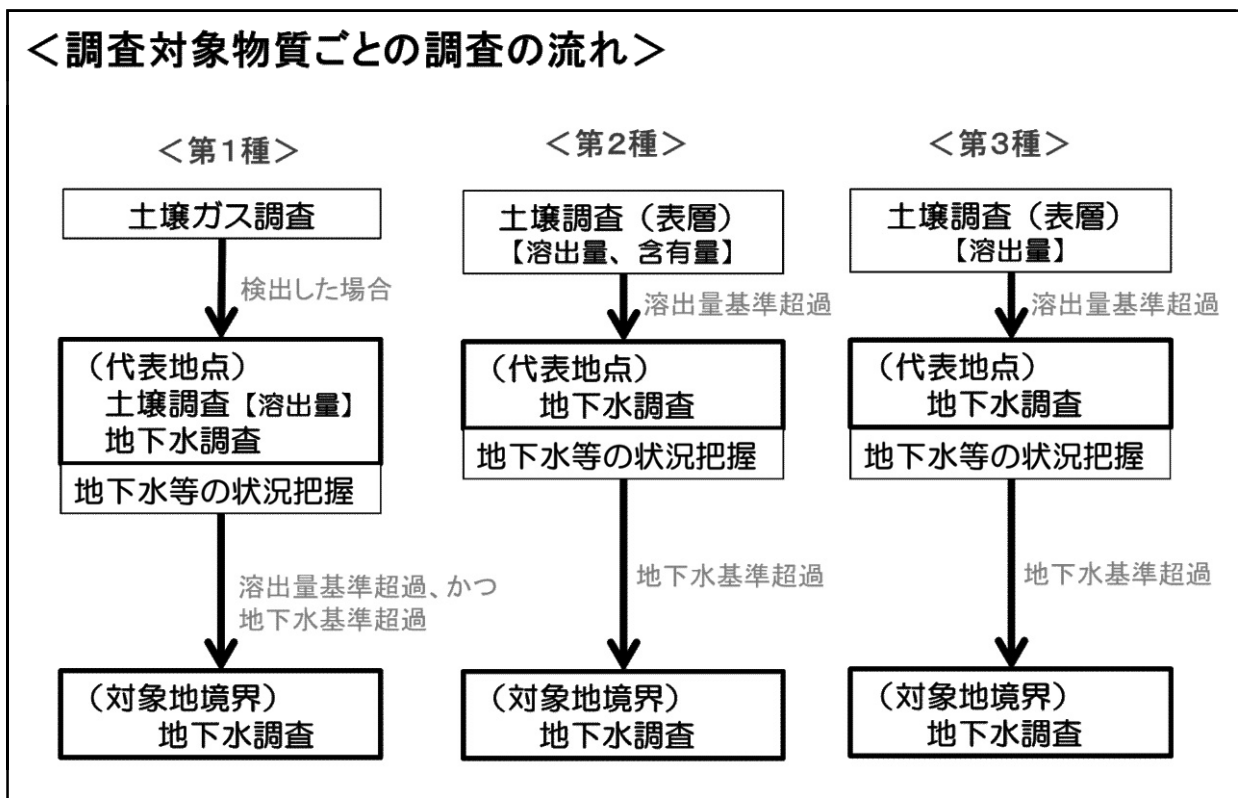 ＜調査対象物質ごとの調査の流れ＞
＜第１種＞
土壌ガス調査
検出した場合
（代表地点）
土壌調査【溶出量】
地下水調査
地下水等の状況把握
溶出量基準超過、かつ
地下水基準超過
（対象地境界）
地下水調査
＜第２種＞
土壌調査（表層）
【溶出量、含有量】
溶出量基準超過
（代表地点）
地下水調査
地下水等の状況把握
地下水基準超過
（対象地境界）
地下水調査
＜第３種＞
土壌調査（表層）
【溶出量】
溶出量基準超過
（代表地点）
地下水調査
地下水等の状況把握
地下水基準超過
（対象地境界）
地下水調査